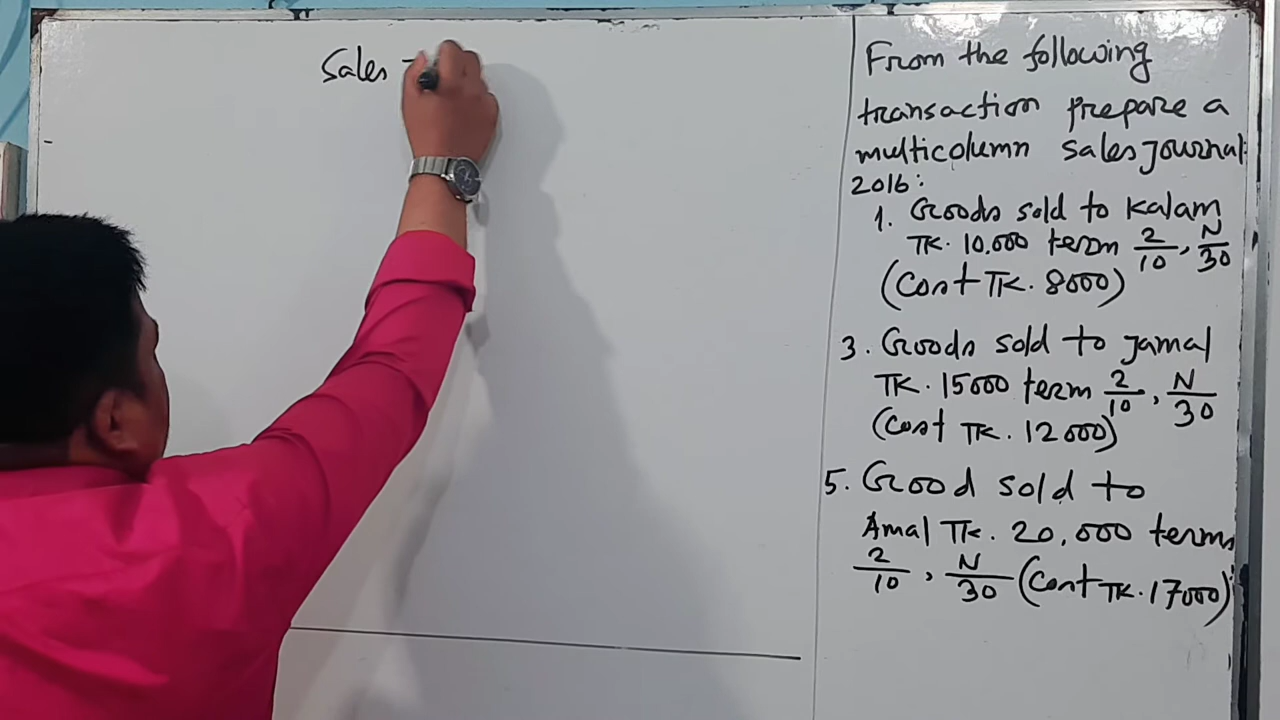 Sales
From the following
transaction prepare a
multicolumn sales journal:
2016:
1. Goods sold to Kalam
TK. 10,000 term 2/10, N/30
(Cost TK. 8000)
3. Goods sold to Jamal
TK. 15000 term 2/10, N/30
(Cost TK. 12000)
5. Good sold to
Amal TK. 20,000 terms
2/10, N/30 (Cost TK. 17000)